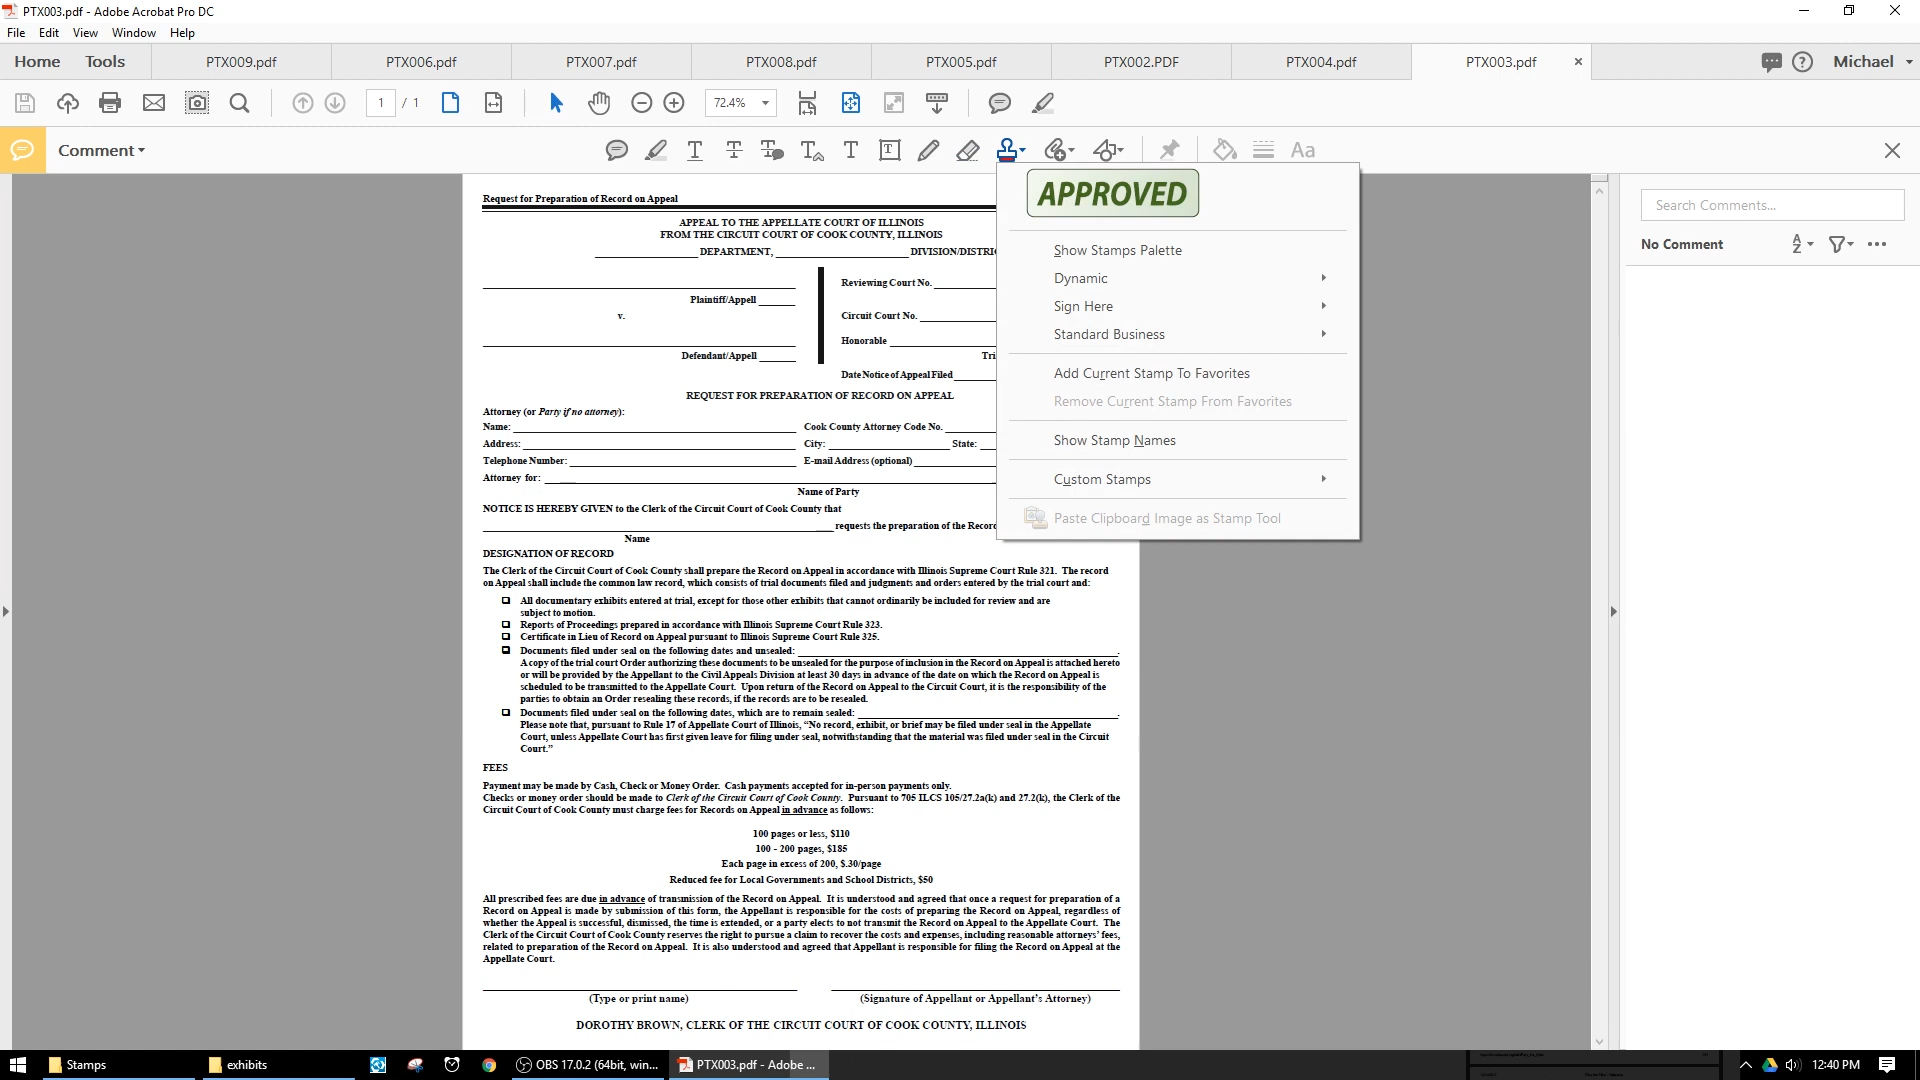 PTX003.pdf - Adobe Acrobat Pro DC
File Edit View Window Help
Home Tools PTX009.pdf PTX006.pdf PTX007.pdf PTX008.pdf PTX005.pdf PTX002.PDF PTX004.pdf PTX003.pdf × Michael
1 / 1 72.4%
Comment
Request for Preparation of Record on Appeal
APPEAL TO THE APPELLATE COURT OF ILLINOIS
FROM THE CIRCUIT COURT OF COOK COUNTY, ILLINOIS
DEPARTMENT, DIVISION/DISTRI
Reviewing Court No.
Plaintiff/Appell
v.
Circuit Court No.
Honorable
Defendant/Appell
Tri
Date Notice of Appeal Filed
REQUEST FOR PREPARATION OF RECORD ON APPEAL
Attorney (or Party if no attorney):
Name: Cook County Attorney Code No.
Address: City: State:
Telephone Number: E-mail Address (optional)
Attorney for:
Name of Party
NOTICE IS HEREBY GIVEN to the Clerk of the Circuit Court of Cook County that
requests the preparation of the Recor
Name
DESIGNATION OF RECORD
The Clerk of the Circuit Court of Cook County shall prepare the Record on Appeal in accordance with Illinois Supreme Court Rule 321. The record
on Appeal shall include the common law record, which consists of trial documents filed and judgments and orders entered by the trial court and:
All documentary exhibits entered at trial, except for those other exhibits that cannot ordinarily be included for review and are
subject to motion.
Reports of Proceedings prepared in accordance with Illinois Supreme Court Rule 323.
Certificate in Lieu of Record on Appeal pursuant to Illinois Supreme Court Rule 325.
Documents filed under seal on the following dates and unsealed: .
A copy of the trial court Order authorizing these documents to be unsealed for the purpose of inclusion in the Record on Appeal is attached hereto
or will be provided by the Appellant to the Civil Appeals Division at least 30 days in advance of the date on which the Record on Appeal is
scheduled to be transmitted to the Appellate Court. Upon return of the Record on Appeal to the Circuit Court, it is the responsibility of the
parties to obtain an Order resealing these records, if the records are to be resealed.
Documents filed under seal on the following dates, which are to remain sealed: .
Please note that, pursuant to Rule 17 of Appellate Court of Illinois, “No record, exhibit, or brief may be filed under seal in the Appellate
Court, unless Appellate Court has first given leave for filing under seal, notwithstanding that the material was filed under seal in the Circuit
Court.”
FEES
Payment may be made by Cash, Check or Money Order. Cash payments accepted for in-person payments only.
Checks or money order should be made to Clerk of the Circuit Court of Cook County. Pursuant to 705 ILCS 105/27.2a(k) and 27.2(k), the Clerk of the
Circuit Court of Cook County must charge fees for Records on Appeal in advance as follows:
100 pages or less, $110
100 - 200 pages, $185
Each page in excess of 200, $.30/page
Reduced fee for Local Governments and School Districts, $50
All prescribed fees are due in advance of transmission of the Record on Appeal. It is understood and agreed that once a request for preparation of a
Record on Appeal is made by submission of this form, the Appellant is responsible for the costs of preparing the Record on Appeal, regardless of
whether the Appeal is successful, dismissed, the time is extended, or a party elects to not transmit the Record on Appeal to the Appellate Court. The
Clerk of the Circuit Court of Cook County reserves the right to pursue a claim to recover the costs and expenses, including reasonable attorneys’ fees,
related to preparation of the Record on Appeal. It is also understood and agreed that Appellant is responsible for filing the Record on Appeal at the
Appellate Court.
(Type or print name) (Signature of Appellant or Appellant’s Attorney)
DOROTHY BROWN, CLERK OF THE CIRCUIT COURT OF COOK COUNTY, ILLINOIS
APPROVED
Show Stamps Palette
Dynamic
Sign Here
Standard Business
Add Current Stamp To Favorites
Remove Current Stamp From Favorites
Show Stamp Names
Custom Stamps
Paste Clipboard Image as Stamp Tool
Search Comments...
No Comment
Stamps exhibits OBS 17.0.2 (64bit, win... PTX003.pdf - Adobe ... 12:40 PM